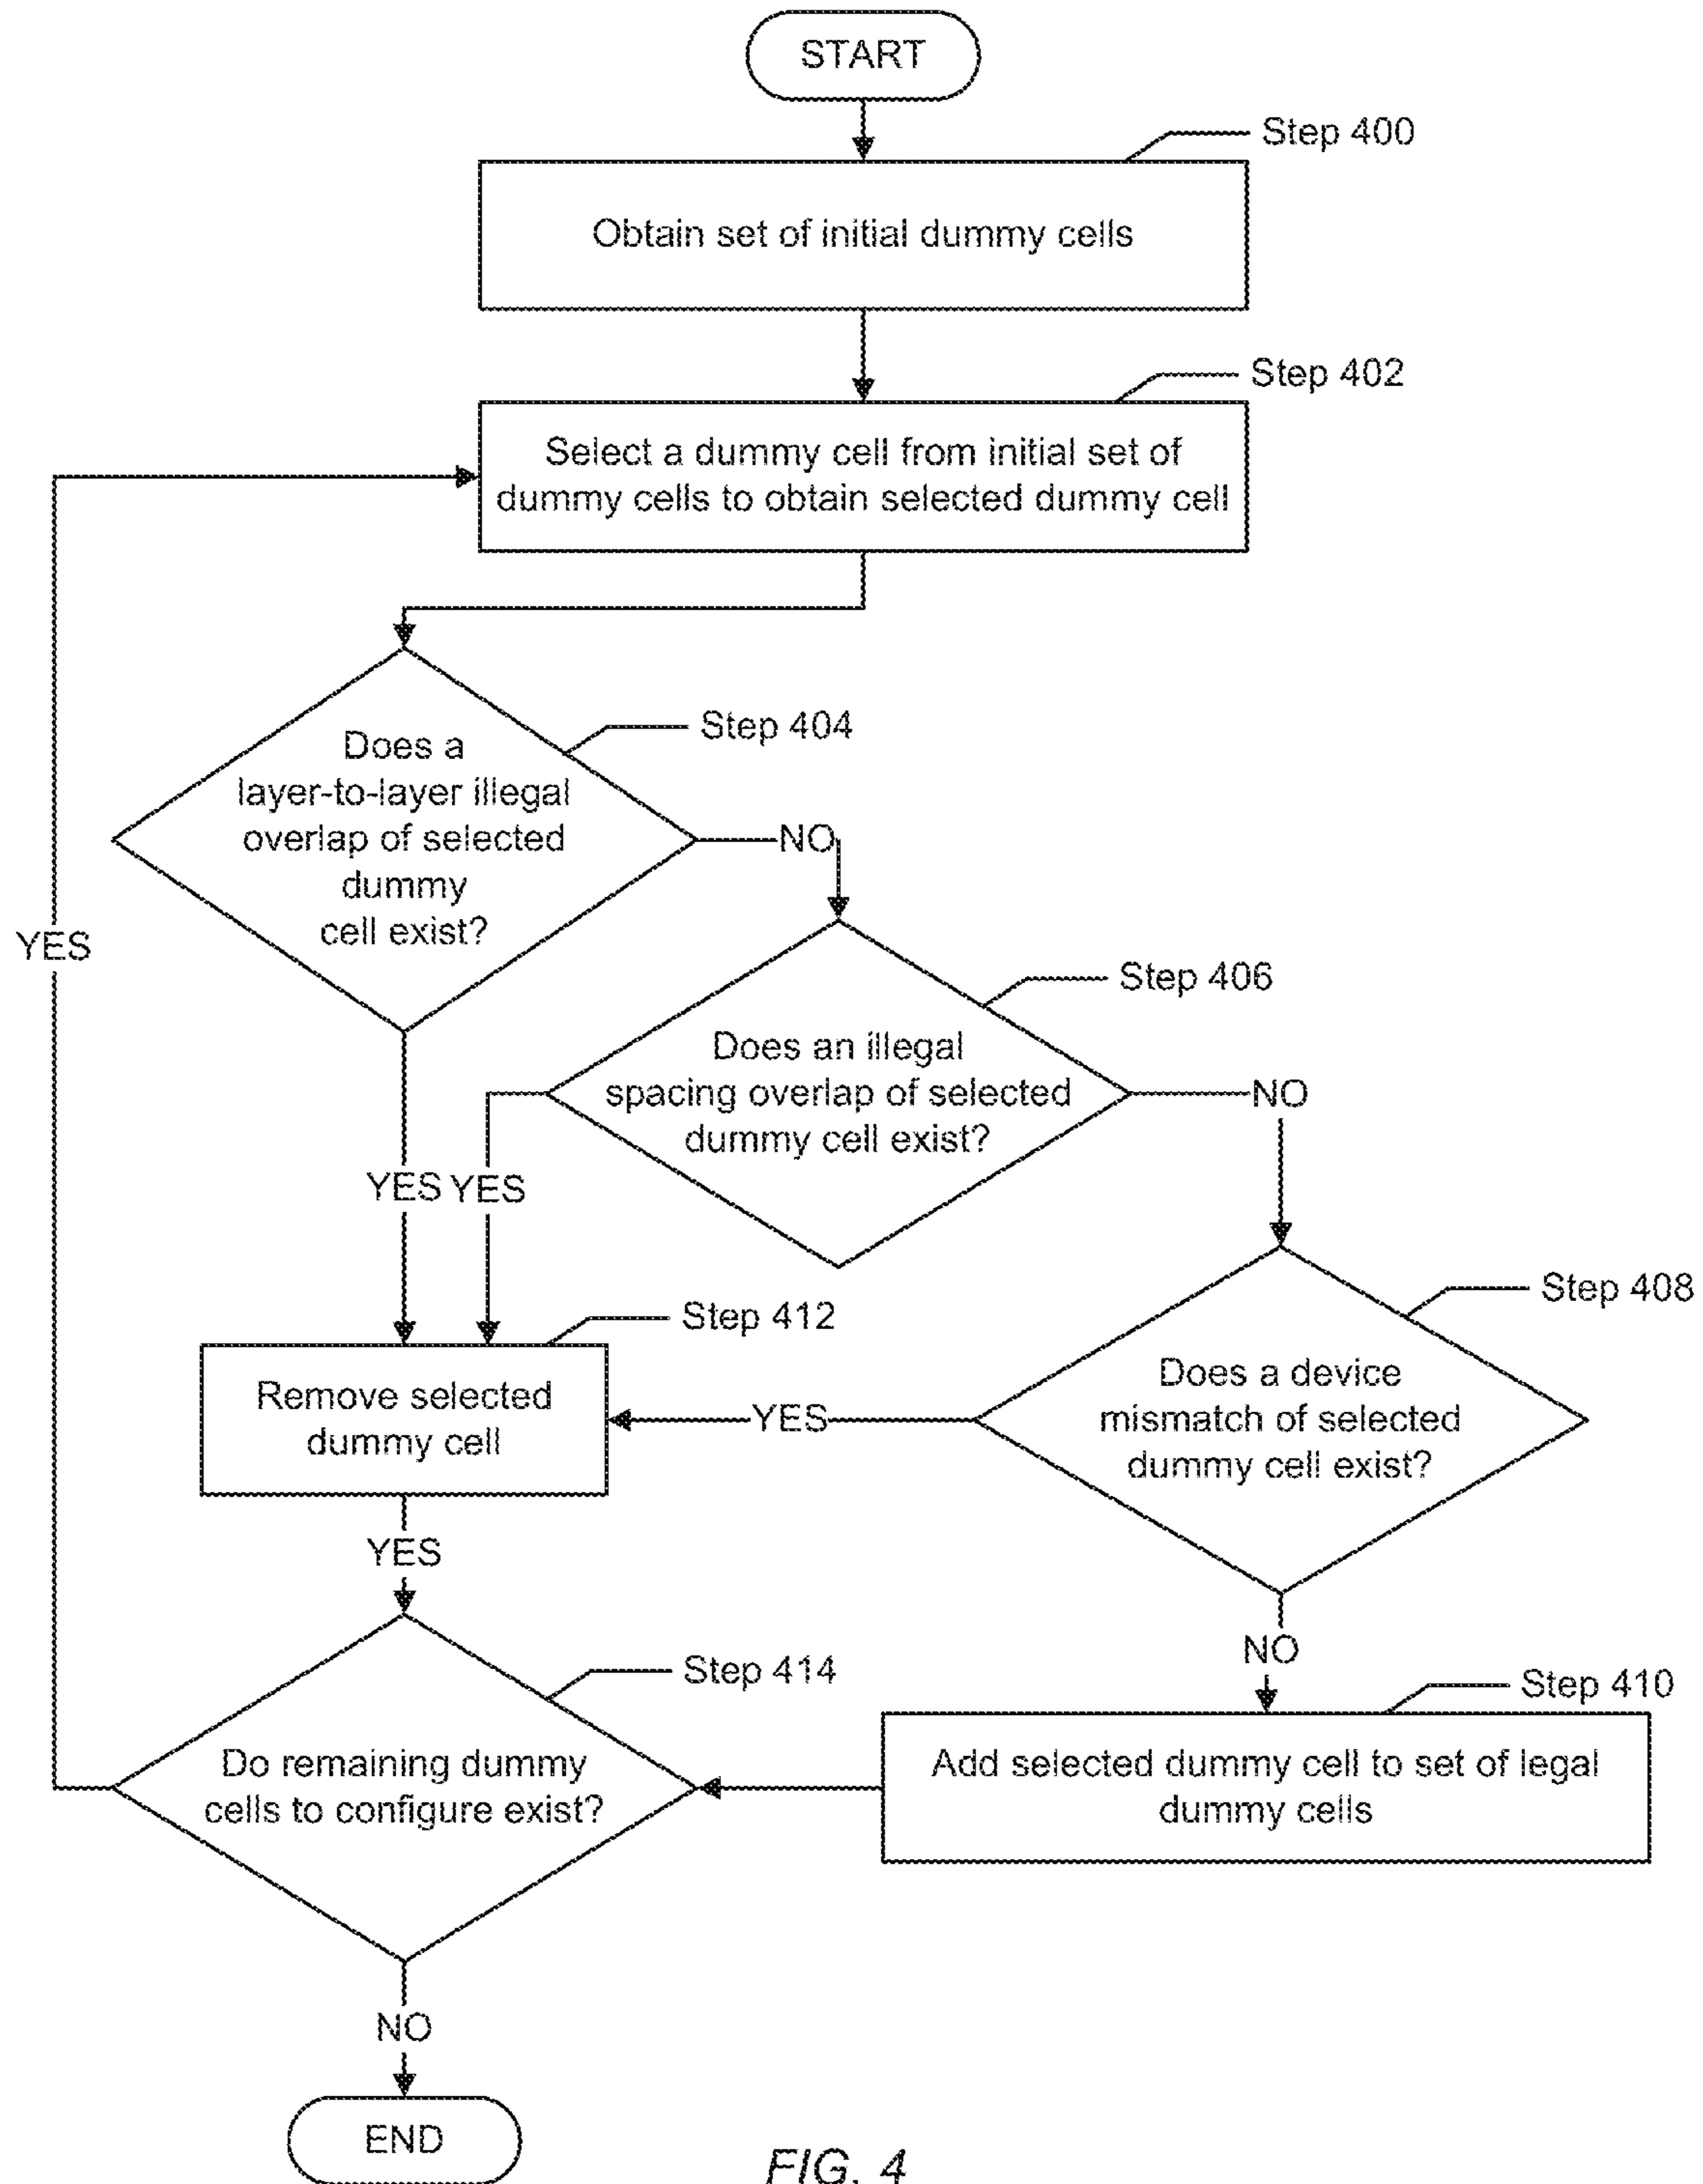 START
Step 400
Obtain set of initial dummy cells
Step 402
Select a dummy cell from initial set of
dummy cells to obtain selected dummy cell
Step 404
Does a
layer-to-layer illegal
overlap of selected
dummy
cell exist?
NO
YES
Step 406
Does an illegal
spacing overlap of selected
dummy cell exist?
NO
YES
YES
Step 408
Does a device
mismatch of selected
dummy cell exist?
Step 412
Remove selected
dummy cell
YES
YES
NO
Step 414
Do remaining dummy
cells to configure exist?
Step 410
Add selected dummy cell to set of legal
dummy cells
NO
END
FIG. 4